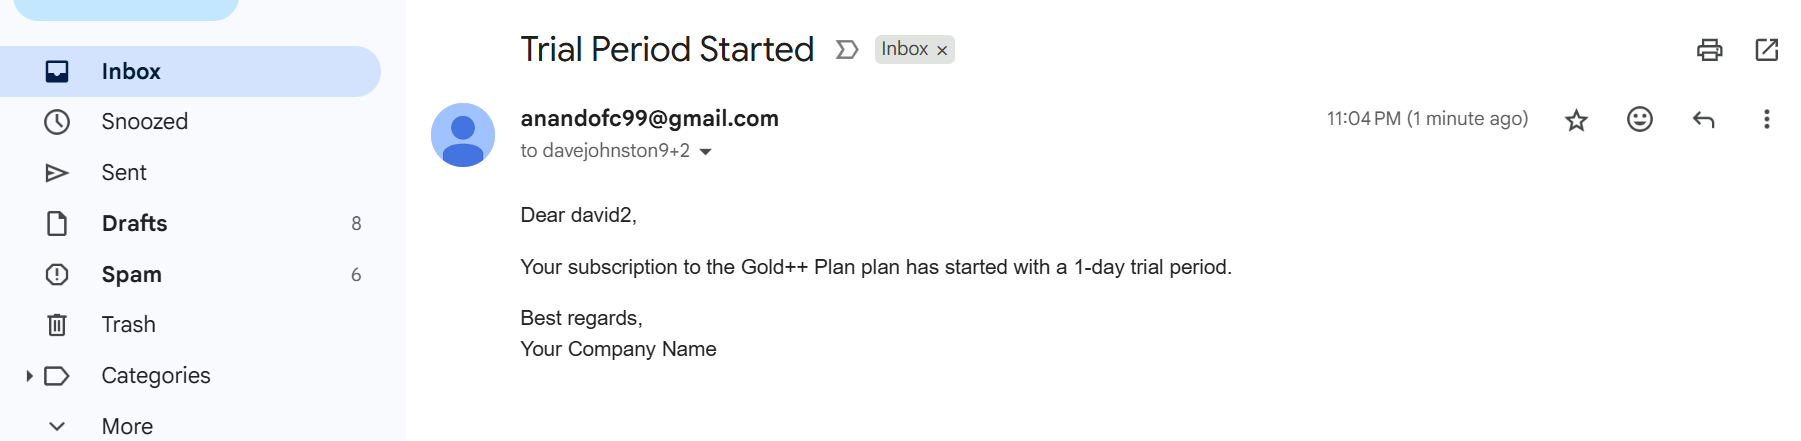 Inbox
Snoozed
Sent
Drafts 8
Spam 6
Trash
Categories
More
Trial Period Started Inbox ×
anandofc99@gmail.com 11:04 PM (1 minute ago)
to davejohnston9+2
Dear david2,
Your subscription to the Gold++ Plan plan has started with a 1-day trial period.
Best regards,
Your Company Name